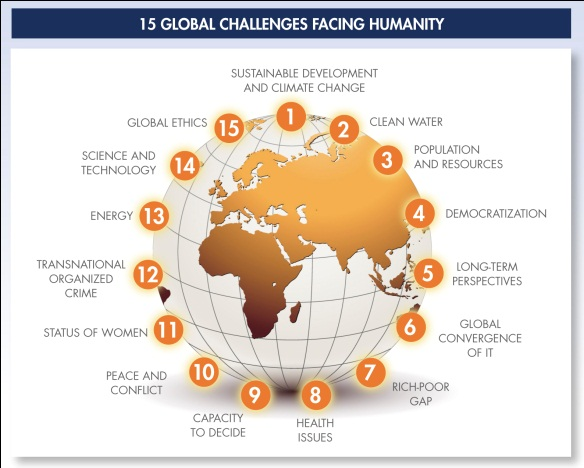 15 GLOBAL CHALLENGES FACING HUMANITY
1
SUSTAINABLE DEVELOPMENT
AND CLIMATE CHANGE
2
CLEAN WATER
3
POPULATION
AND RESOURCES
4
DEMOCRATIZATION
5
LONG-TERM
PERSPECTIVES
6
GLOBAL
CONVERGENCE
OF IT
7
RICH-POOR
GAP
8
HEALTH
ISSUES
9
CAPACITY
TO DECIDE
10
PEACE AND
CONFLICT
11
STATUS OF WOMEN
12
TRANSNATIONAL
ORGANIZED
CRIME
13
ENERGY
14
SCIENCE AND
TECHNOLOGY
15
GLOBAL ETHICS